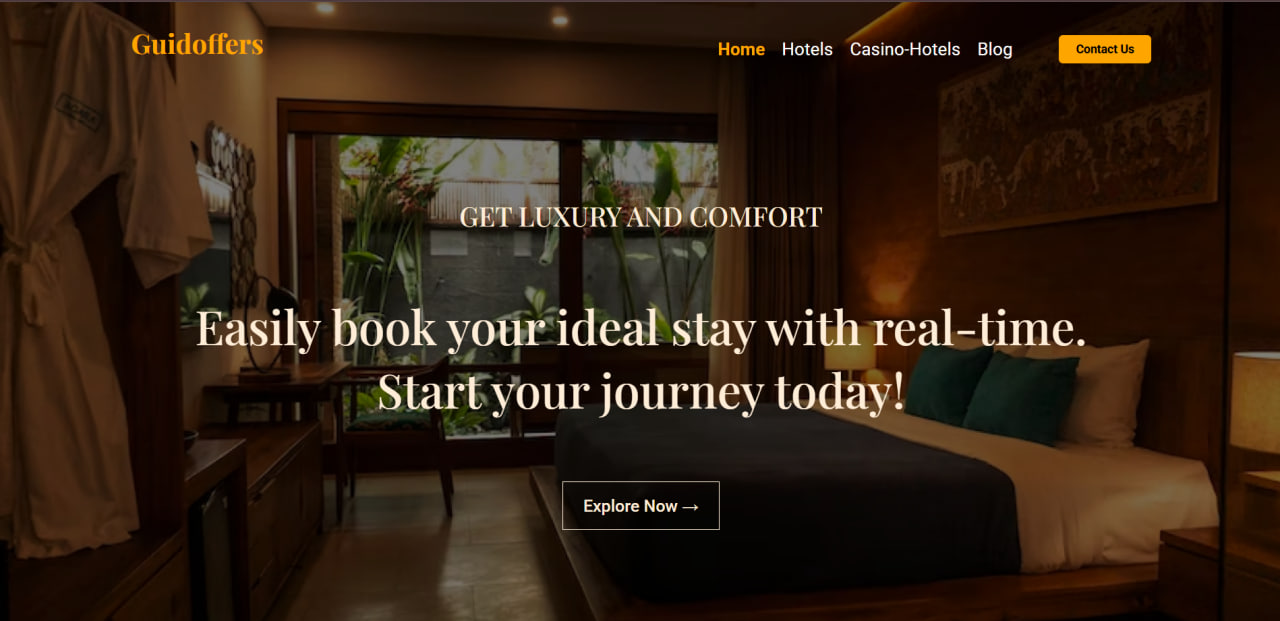 Guidoffers
Home Hotels Casino-Hotels Blog Contact Us
GET LUXURY AND COMFORT
Easily book your ideal stay with real-time.
Start your journey today!
Explore Now →